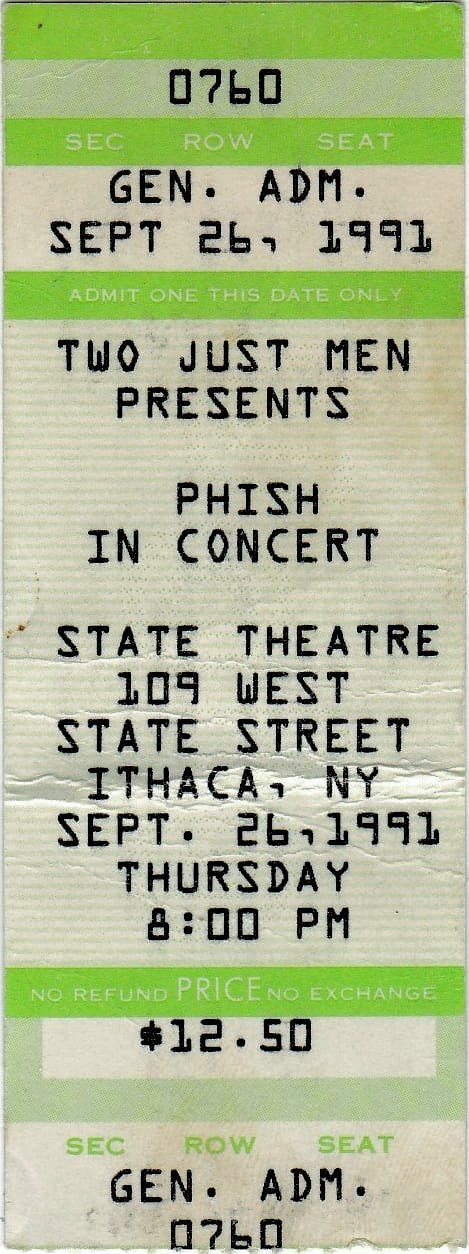 0760
SEC ROW SEAT
GEN. ADM.
SEPT 26, 1991
ADMIT ONE THIS DATE ONLY
TWO JUST MEN
PRESENTS
PHISH
IN CONCERT
STATE THEATRE
109 WEST
STATE STREET
ITHACA, NY
SEPT. 26,1991
THURSDAY
8:00 PM
NO REFUND PRICE NO EXCHANGE
$12.50
SEC ROW SEAT
GEN. ADM.
0760